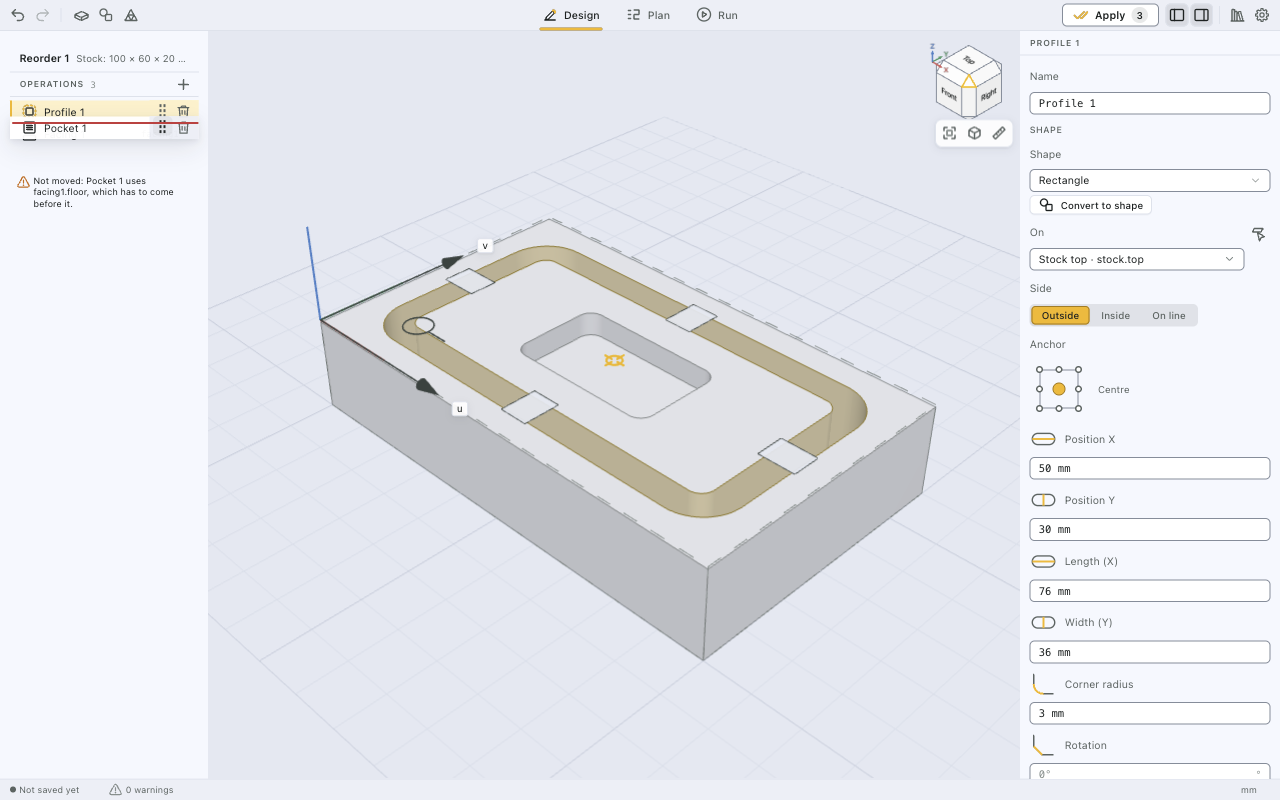 Design
Plan
Run
Apply 3
Reorder 1 Stock: 100 × 60 × 20 ...
OPERATIONS 3
Profile 1
Pocket 1
Not moved: Pocket 1 uses
facing1.floor, which has to come
before it.
v
u
Z
Y
X
Top
Front
Right
PROFILE 1
Name
Profile 1
SHAPE
Shape
Rectangle
Convert to shape
On
Stock top · stock.top
Side
Outside Inside On line
Anchor
Centre
Position X
50 mm
Position Y
30 mm
Length (X)
76 mm
Width (Y)
36 mm
Corner radius
3 mm
Rotation
0° °
Not saved yet
0 warnings
mm